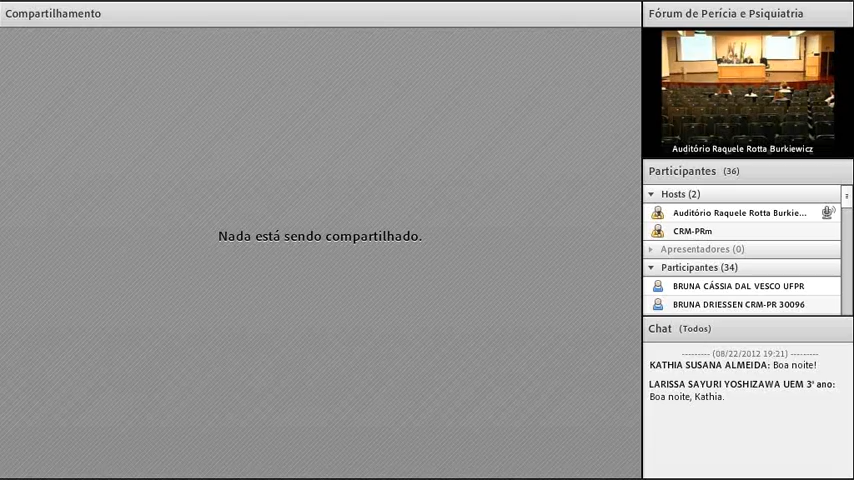 Compartilhamento
Nada está sendo compartilhado.
Fórum de Perícia e Psiquiatria
Auditório Raquele Rotta Burkiewicz
Participantes (36)
Hosts (2)
Auditório Raquele Rotta Burkie...
CRM-PRm
Apresentadores (0)
Participantes (34)
BRUNA CÁSSIA DAL VESCO UFPR
BRUNA DRIESSEN CRM-PR 30096
Chat (Todos)
--------- (08/22/2012 19:21) ---------
KATHIA SUSANA ALMEIDA: Boa noite!
LARISSA SAYURI YOSHIZAWA UEM 3' ano:
Boa noite, Kathia.